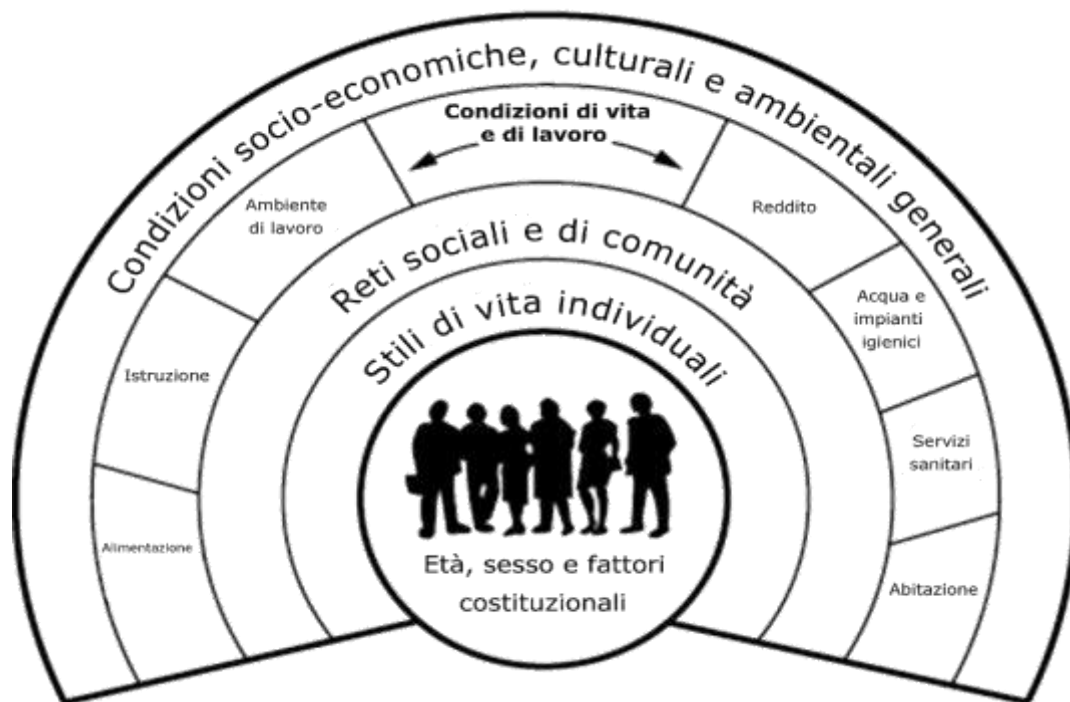 Condizioni socio-economiche, culturali e ambientali generali
Condizioni di vita
e di lavoro
Ambiente
di lavoro
Reddito
Istruzione
Acqua e
impianti
igienici
Alimentazione
Servizi
sanitari
Abitazione
Reti sociali e di comunità
Stili di vita individuali
Età, sesso e fattori
costituzionali